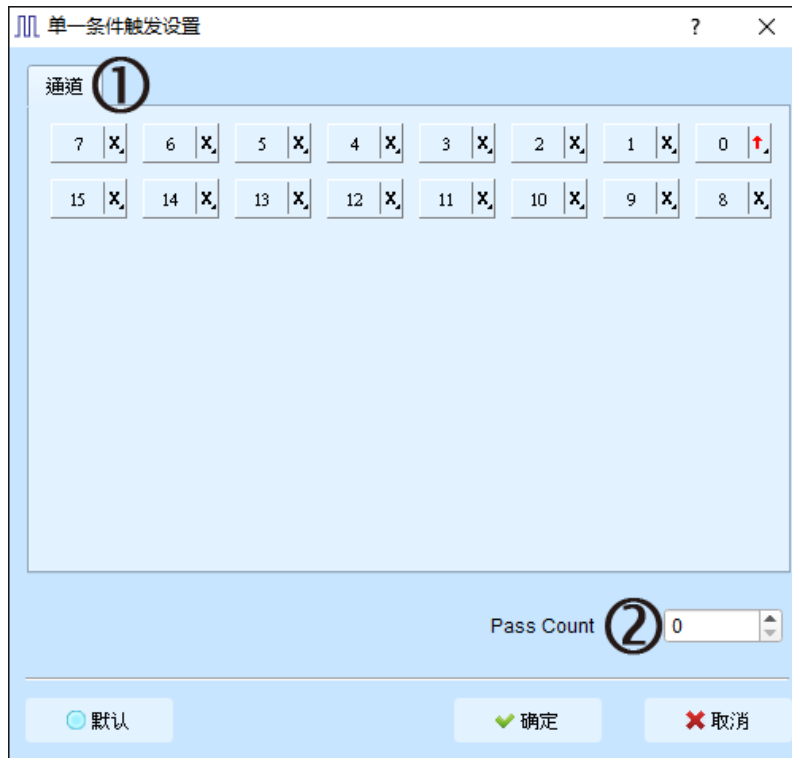 单一条件触发设置 ?
通道 ①
7 X 6 X 5 X 4 X 3 X 2 X 1 X 0 ↑
15 X 14 X 13 X 12 X 11 X 10 X 9 X 8 X
Pass Count ② 0
默认 确定 取消